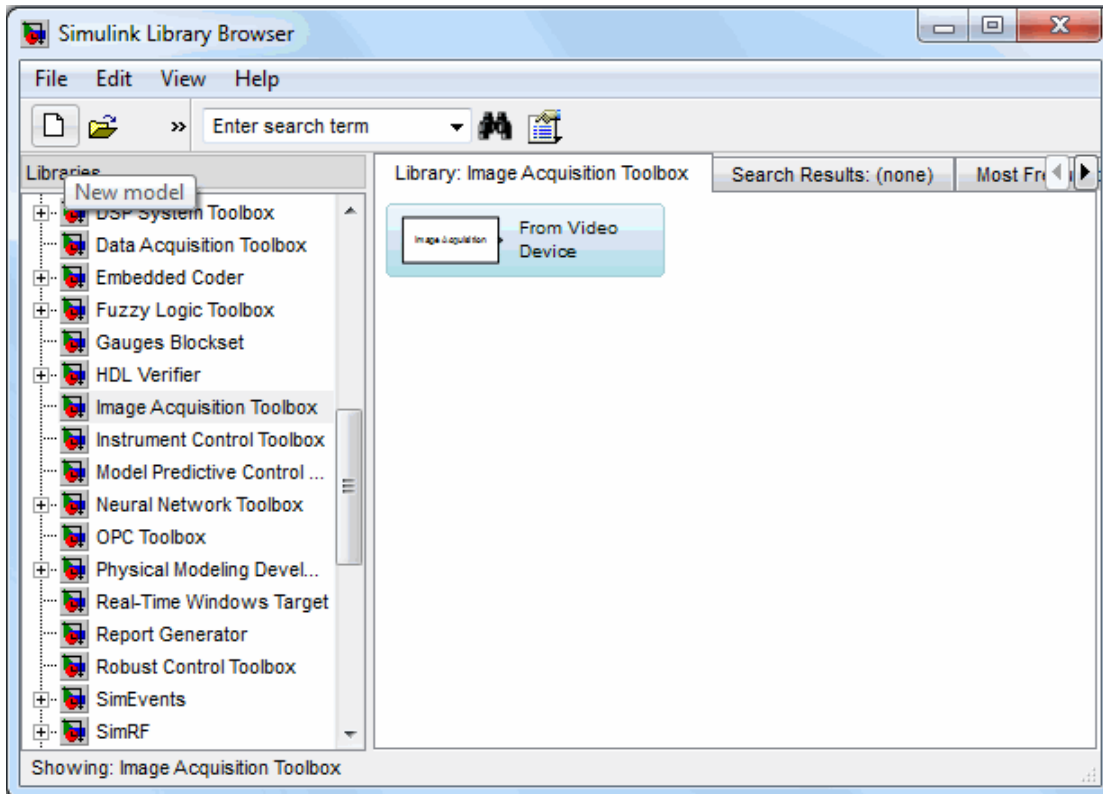 Simulink Library Browser
File Edit View Help
» Enter search term
Libraries
New model
DSP System Toolbox
Data Acquisition Toolbox
Embedded Coder
Fuzzy Logic Toolbox
Gauges Blockset
HDL Verifier
Image Acquisition Toolbox
Instrument Control Toolbox
Model Predictive Control ...
Neural Network Toolbox
OPC Toolbox
Physical Modeling Devel...
Real-Time Windows Target
Report Generator
Robust Control Toolbox
SimEvents
SimRF
Library: Image Acquisition Toolbox Search Results: (none) Most
Image Acquisition
From Video
Device
Showing: Image Acquisition Toolbox